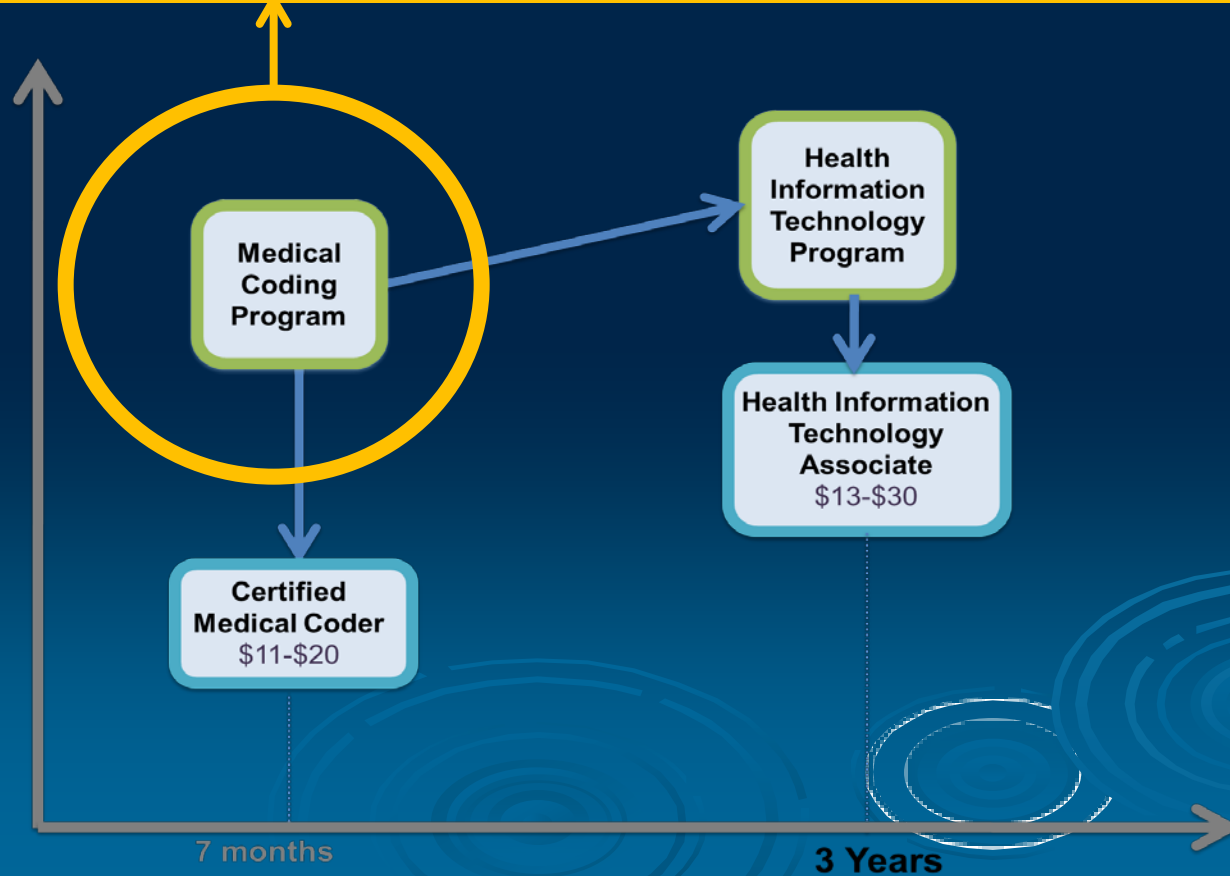 Medical
Coding
Program
Health
Information
Technology
Program
Health Information
Technology
Associate
$13-$30
Certified
Medical Coder
$11-$20
7 months
3 Years